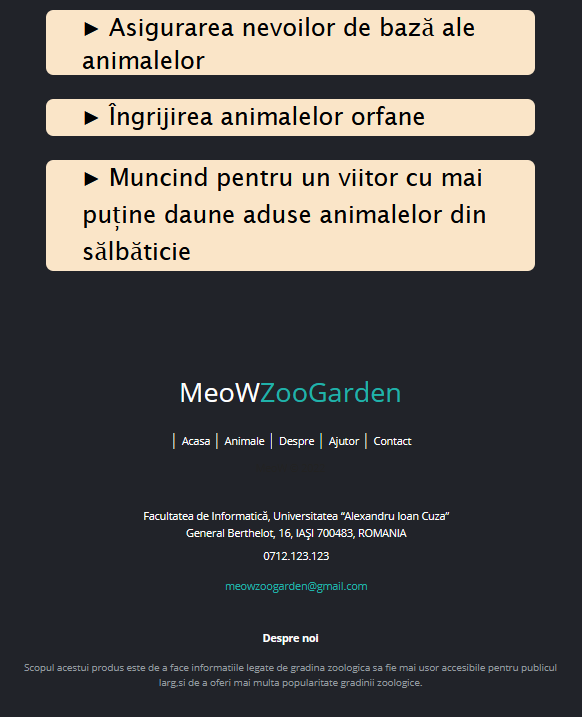 ► Asigurarea nevoilor de bază ale
animalelor
► Îngrijirea animalelor orfane
► Muncind pentru un viitor cu mai
puține daune aduse animalelor din
sălbăticie
MeoWZooGarden
| Acasa | Animale | Despre | Ajutor | Contact
Facultatea de Informatică, Universitatea “Alexandru Ioan Cuza”
General Berthelot, 16, IAŞI 700483, ROMANIA
0712.123.123
meowzoogarden@gmail.com
Despre noi
Scopul acestui produs este de a face informatiile legate de gradina zoologica sa fie mai usor accesibile pentru publicul
larg,si de a oferi mai multa popularitate gradinii zoologice.